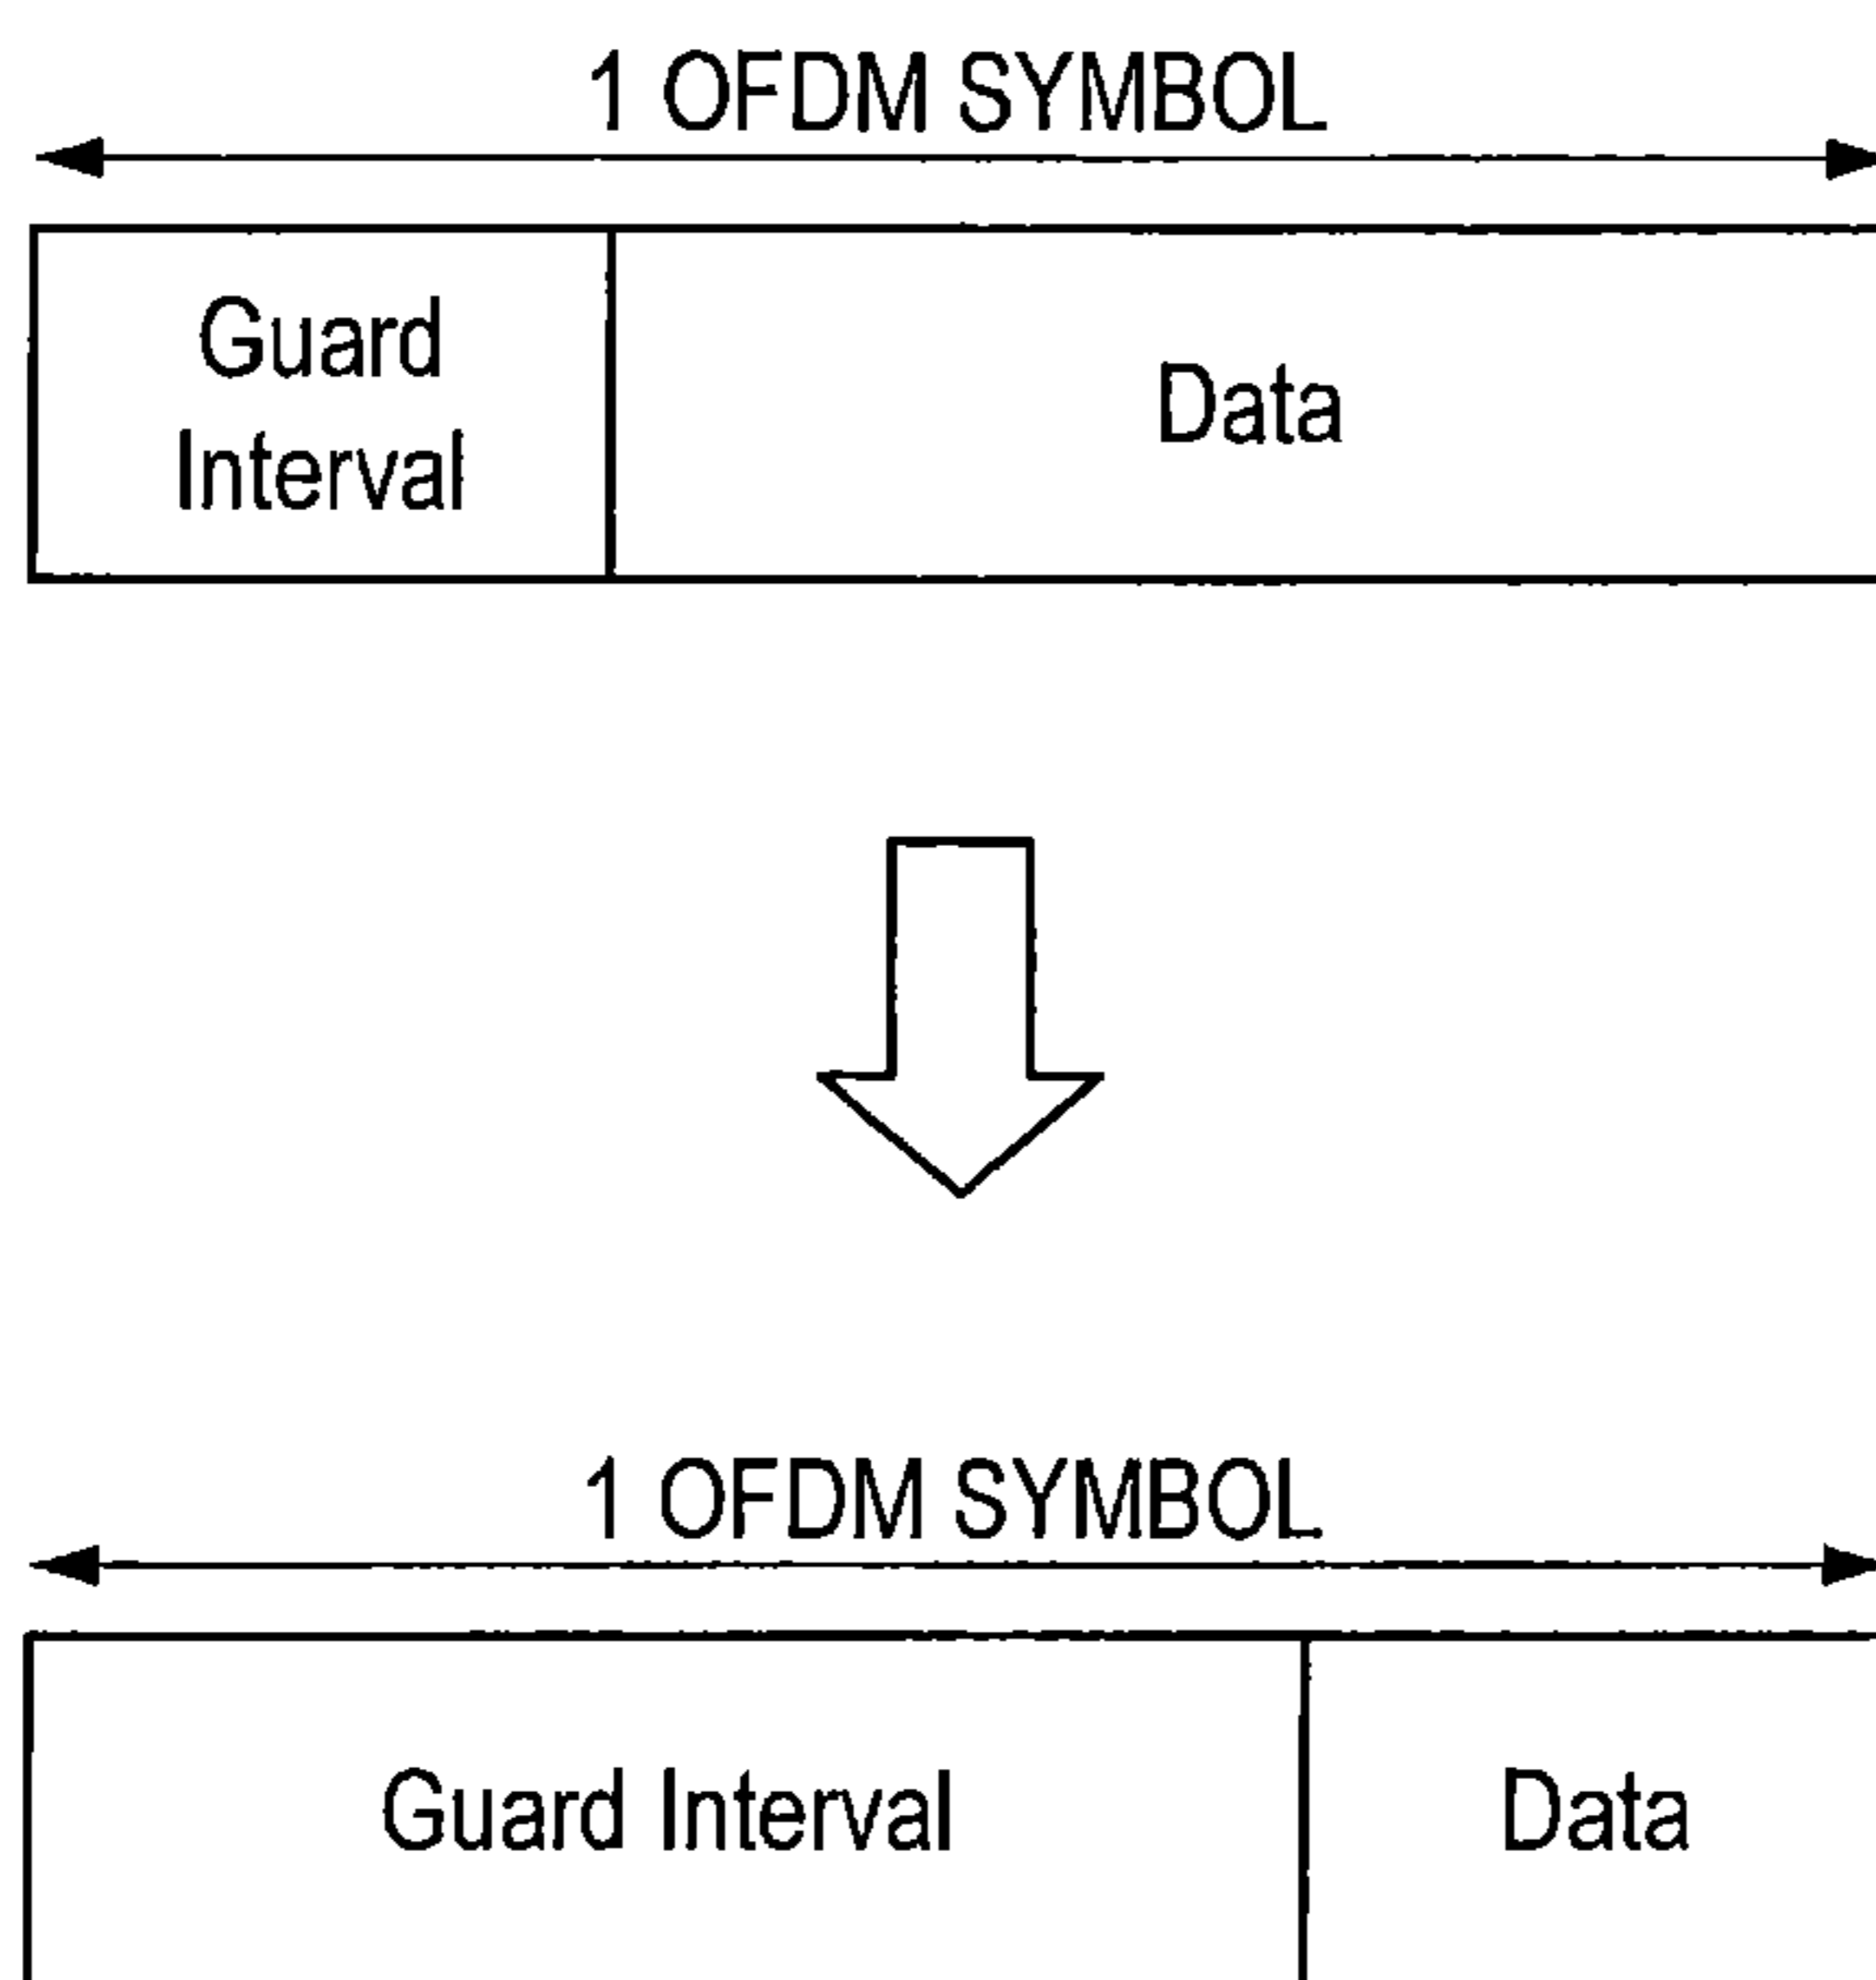 1 OFDM SYMBOL
Guard
Interval
Data
1 OFDM SYMBOL
Guard Interval
Data